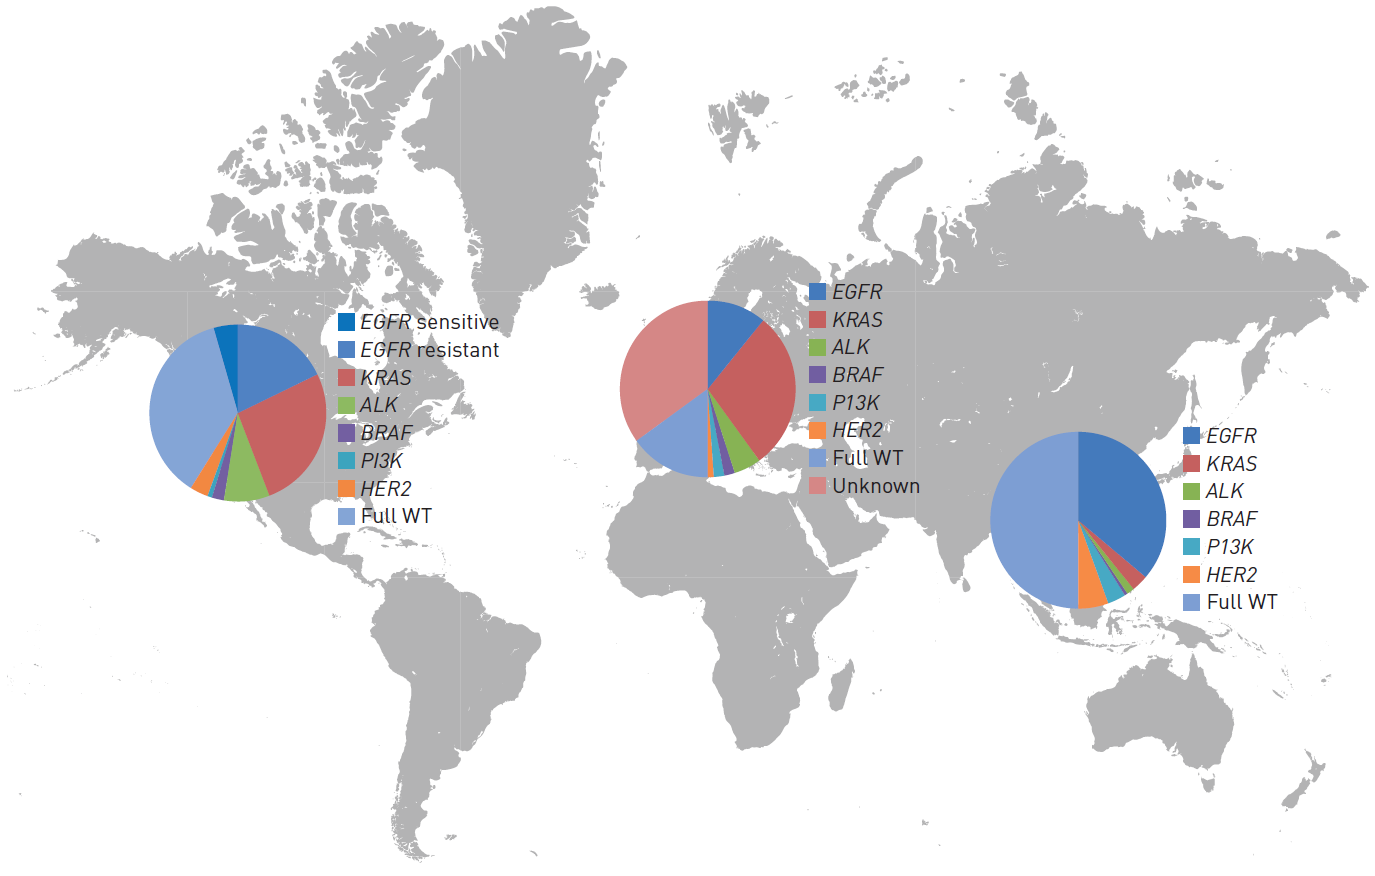 EGFR sensitive
EGFR resistant
KRAS
ALK
BRAF
PI3K
HER2
Full WT
EGFR
KRAS
ALK
BRAF
P13K
HER2
Full WT
Unknown
EGFR
KRAS
ALK
BRAF
P13K
HER2
Full WT